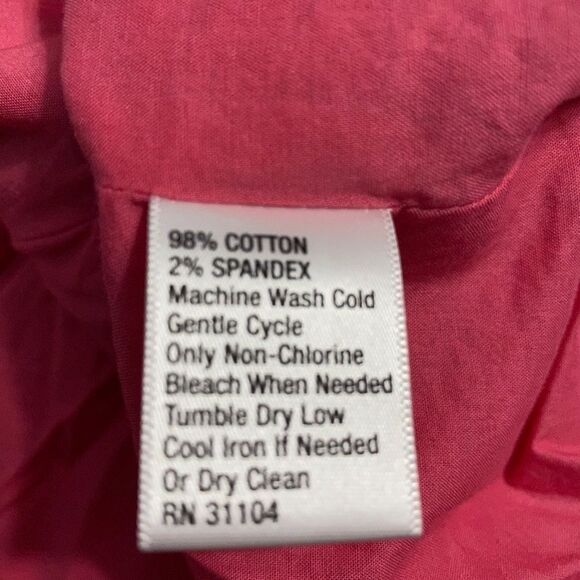 98% COTTON
2% SPANDEX
Machine Wash Cold
Gentle Cycle
Only Non-Chlorine
Bleach When Needed
Tumble Dry Low
Cool Iron If Needed
Or Dry Clean
RN 31104